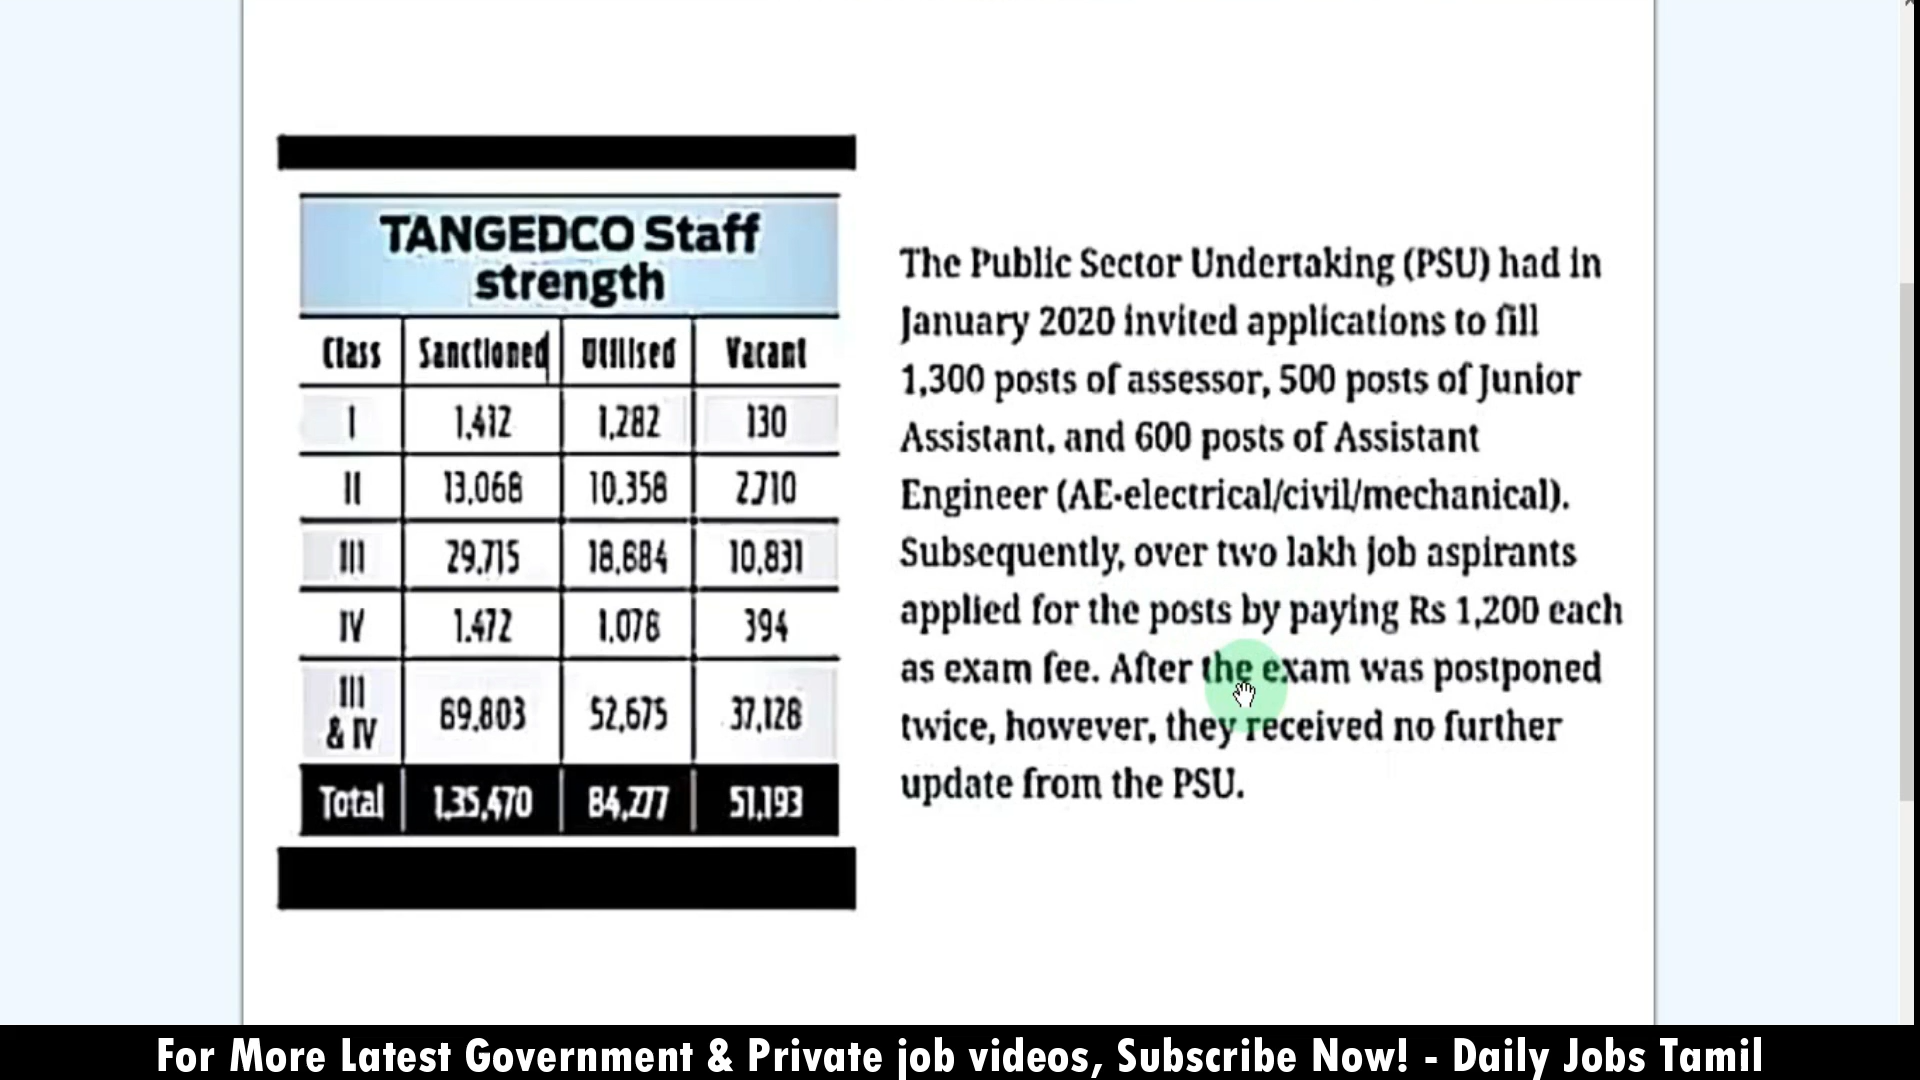 TANGEDCO Staff
strength
Class Sanctioned Utilised Vacant
I 1,412 1,282 130
II 13,068 10,358 2,710
III 29,715 18,884 10,831
IV 1,472 1,078 394
III
& IV 89,803 52,675 37,128
Total 1,35,470 84,277 51,193
The Public Sector Undertaking (PSU) had in
January 2020 invited applications to fill
1,300 posts of assessor, 500 posts of Junior
Assistant, and 600 posts of Assistant
Engineer (AE-electrical/civil/mechanical).
Subsequently, over two lakh job aspirants
applied for the posts by paying Rs 1,200 each
as exam fee. After the exam was postponed
twice, however, they received no further
update from the PSU.
For More Latest Government & Private job videos, Subscribe Now! - Daily Jobs Tamil